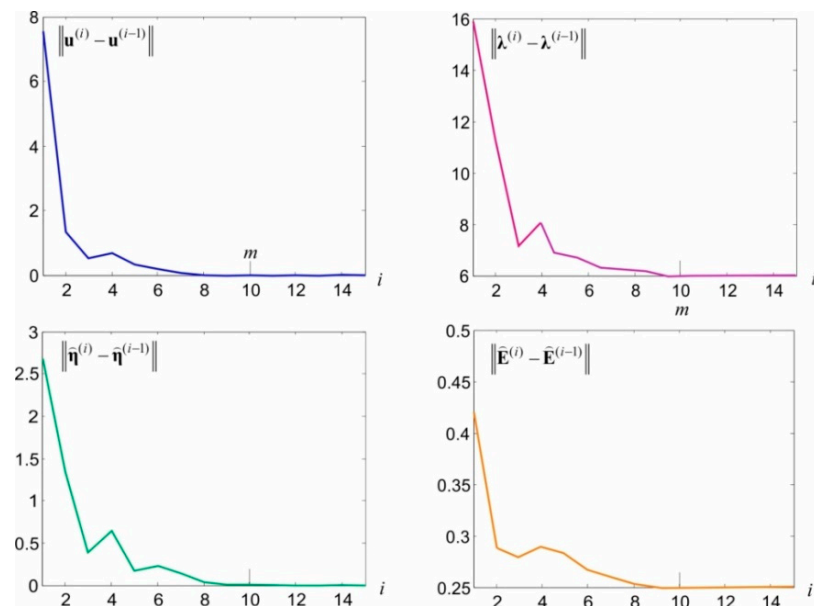 8
‖u^(i) − u^(i−1)‖
6
4
2
m
0
2 4 6 8 10 12 14 i
16
‖λ^(i) − λ^(i−1)‖
14
12
10
8
6
2 4 6 8 10 12 14
m
3
‖η̂^(i) − η̂^(i−1)‖
2.5
2
1.5
1
0.5
0
2 4 6 8 10 12 14 i
0.5
‖Ê^(i) − Ê^(i−1)‖
0.45
0.4
0.35
0.3
0.25
2 4 6 8 10 12 14 i